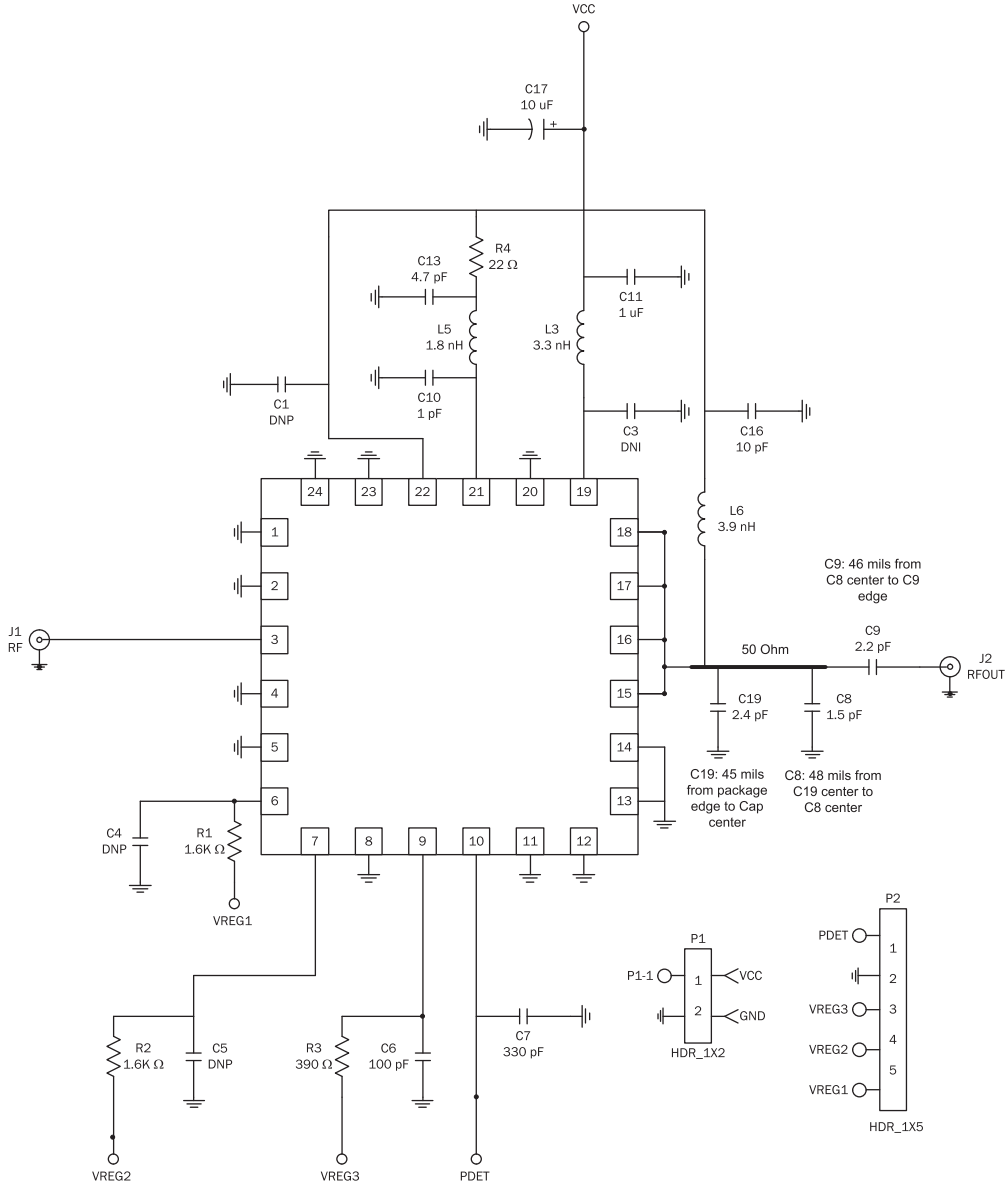 VCC
C17
10 uF
+
R4
22 Ω
C13
4.7 pF
C11
1 uF
L5
1.8 nH
L3
3.3 nH
C10
1 pF
C1
DNP
C3
DNI
C16
10 pF
24
23
22
21
20
19
L6
3.9 nH
1
18
2
17
C9: 46 mils from
C8 center to C9
edge
J1
RF
3
16
50 Ohm
C9
2.2 pF
J2
RFOUT
4
15
C19
2.4 pF
C8
1.5 pF
5
14
C19: 45 mils
from package
edge to Cap
center
C8: 48 mils from
C19 center to
C8 center
6
13
C4
DNP
R1
1.6K Ω
7
8
9
10
11
12
VREG1
P2
PDET
1
2
VREG3
3
VREG2
4
5
VREG1
HDR_1X5
P1
P1-1
1
VCC
2
GND
HDR_1X2
R2
1.6K Ω
C5
DNP
R3
390 Ω
C6
100 pF
C7
330 pF
VREG2
VREG3
PDET